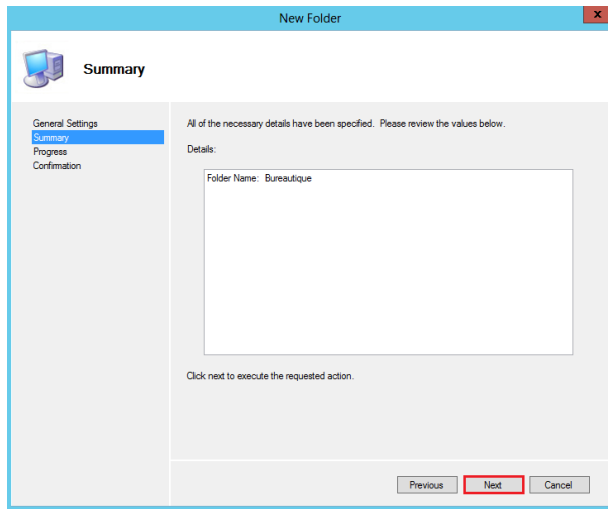 New Folder
x
Summary
General Settings
Summary
Progress
Confirmation
All of the necessary details have been specified. Please review the values below.
Details:
Folder Name: Bureautique
Click next to execute the requested action.
Previous Next Cancel